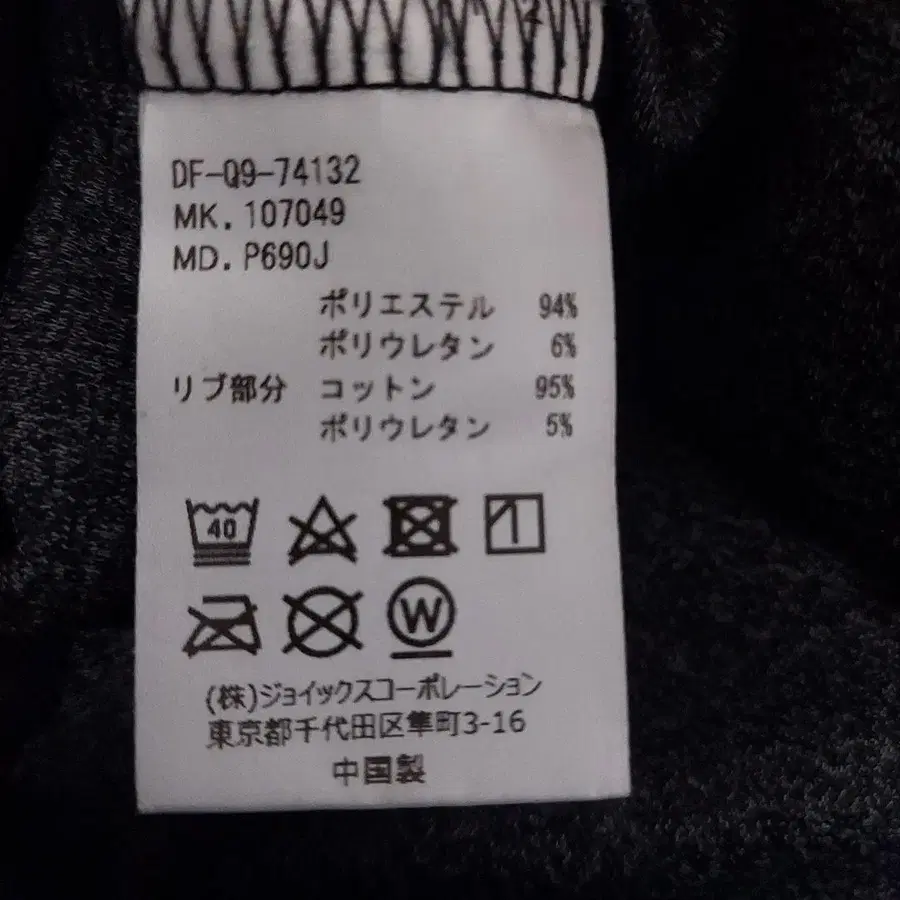 DF-Q9-74132
MK. 107049
MD. P690J
ポリエステル 94%
ポリウレタン 6%
リブ部分 コットン 95%
ポリウレタン 5%
40
W
(株)ジョイックスコーポレーション
東京都千代田区隼町3-16
中国製